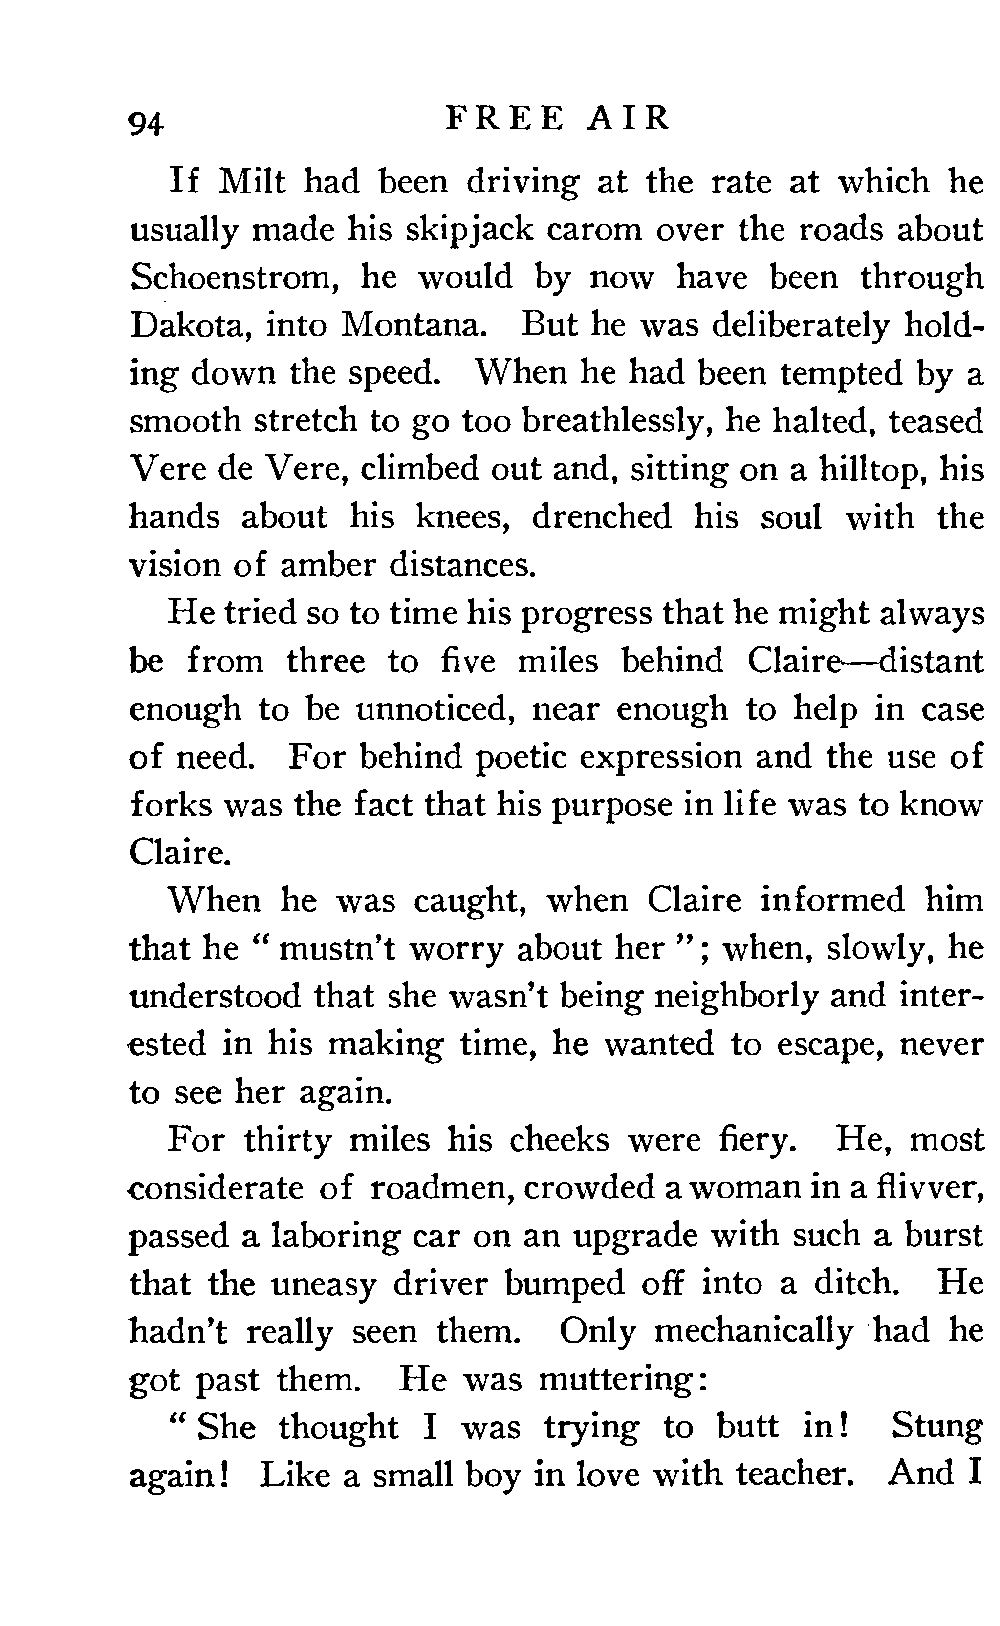 94 FREE AIR
If Milt had been driving at the rate at which he
usually made his skipjack carom over the roads about
Schoenstrom, he would by now have been through
Dakota, into Montana. But he was deliberately hold-
ing down the speed. When he had been tempted by a
smooth stretch to go too breathlessly, he halted, teased
Vere de Vere, climbed out and, sitting on a hilltop, his
hands about his knees, drenched his soul with the
vision of amber distances.
He tried so to time his progress that he might always
be from three to five miles behind Claire—distant
enough to be unnoticed, near enough to help in case
of need. For behind poetic expression and the use of
forks was the fact that his purpose in life was to know
Claire.
When he was caught, when Claire informed him
that he “ mustn’t worry about her ”; when, slowly, he
understood that she wasn’t being neighborly and inter-
ested in his making time, he wanted to escape, never
to see her again.
For thirty miles his cheeks were fiery. He, most
considerate of roadmen, crowded a woman in a flivver,
passed a laboring car on an upgrade with such a burst
that the uneasy driver bumped off into a ditch. He
hadn’t really seen them. Only mechanically had he
got past them. He was muttering:
“ She thought I was trying to butt in! Stung
again! Like a small boy in love with teacher. And I